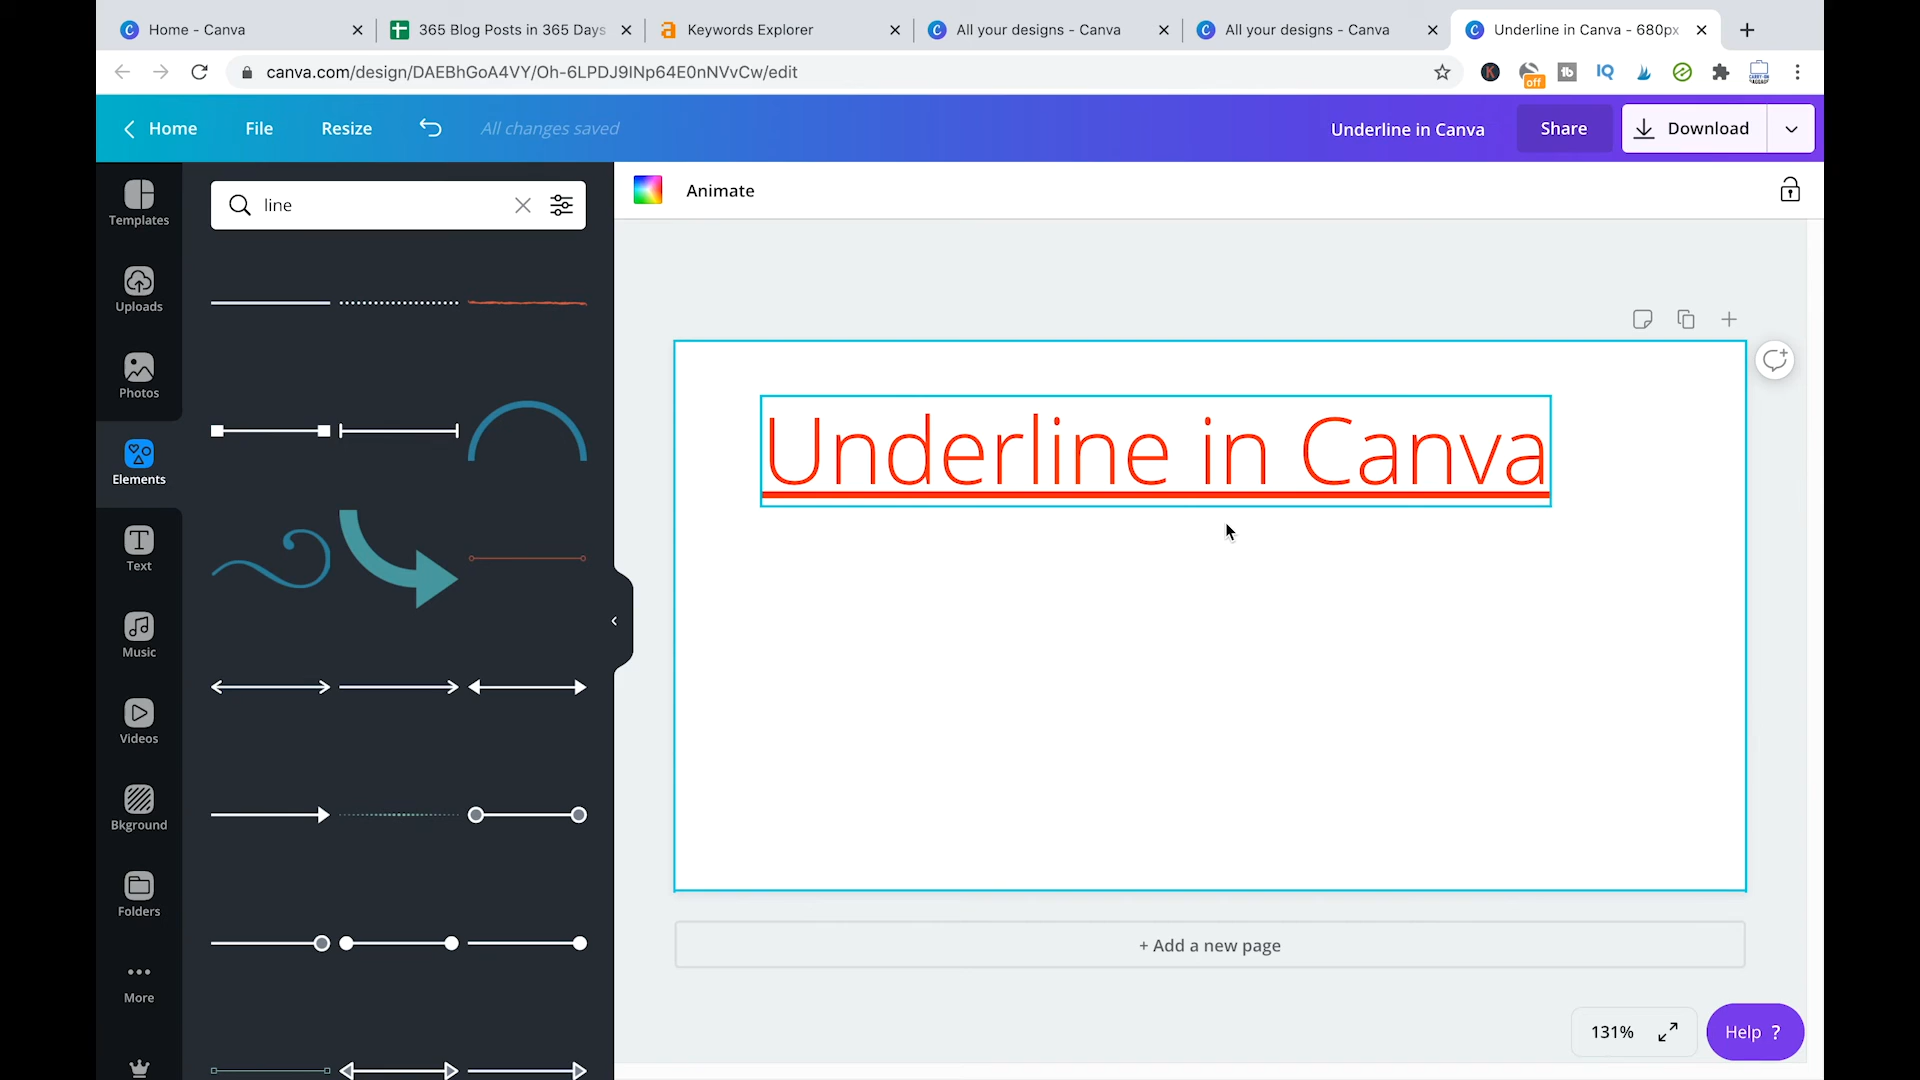 Home - Canva
365 Blog Posts in 365 Days
Keywords Explorer
All your designs - Canva
All your designs - Canva
Underline in Canva - 680px
canva.com/design/DAEBhGoA4VY/Oh-6LPDJ9INp64E0nNVvCw/edit
off
Home
File
Resize
All changes saved
Underline in Canva
Share
Download
Templates
Uploads
Photos
Elements
Text
Music
Videos
Bkground
Folders
More
line
Animate
Underline in Canva
+ Add a new page
131%
Help ?